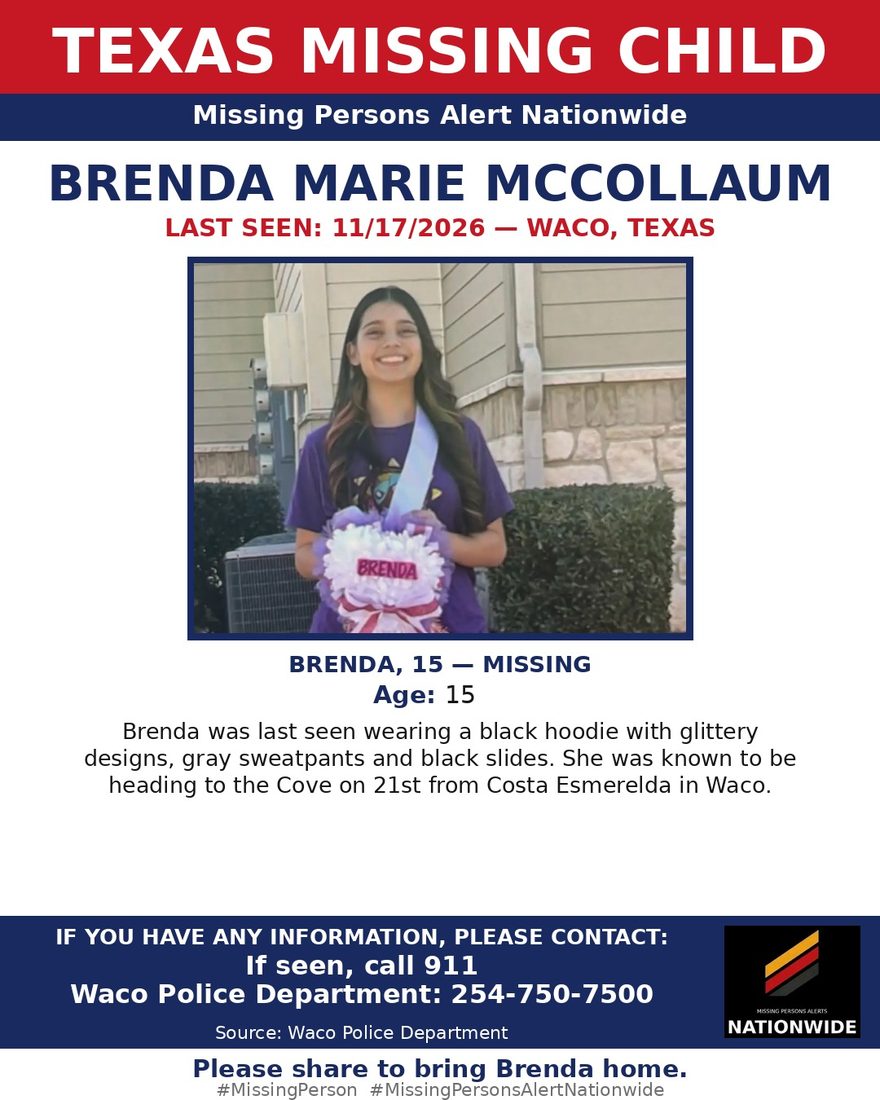 TEXAS MISSING CHILD
Missing Persons Alert Nationwide
BRENDA MARIE MCCOLLAUM
LAST SEEN: 11/17/2026 — WACO, TEXAS
BRENDA
BRENDA, 15 — MISSING
Age: 15
Brenda was last seen wearing a black hoodie with glittery
designs, gray sweatpants and black slides. She was known to be
heading to the Cove on 21st from Costa Esmerelda in Waco.
IF YOU HAVE ANY INFORMATION, PLEASE CONTACT:
If seen, call 911
Waco Police Department: 254-750-7500
Source: Waco Police Department
MISSING PERSONS ALERTS
NATIONWIDE
Please share to bring Brenda home.
#MissingPerson #MissingPersonsAlertNationwide